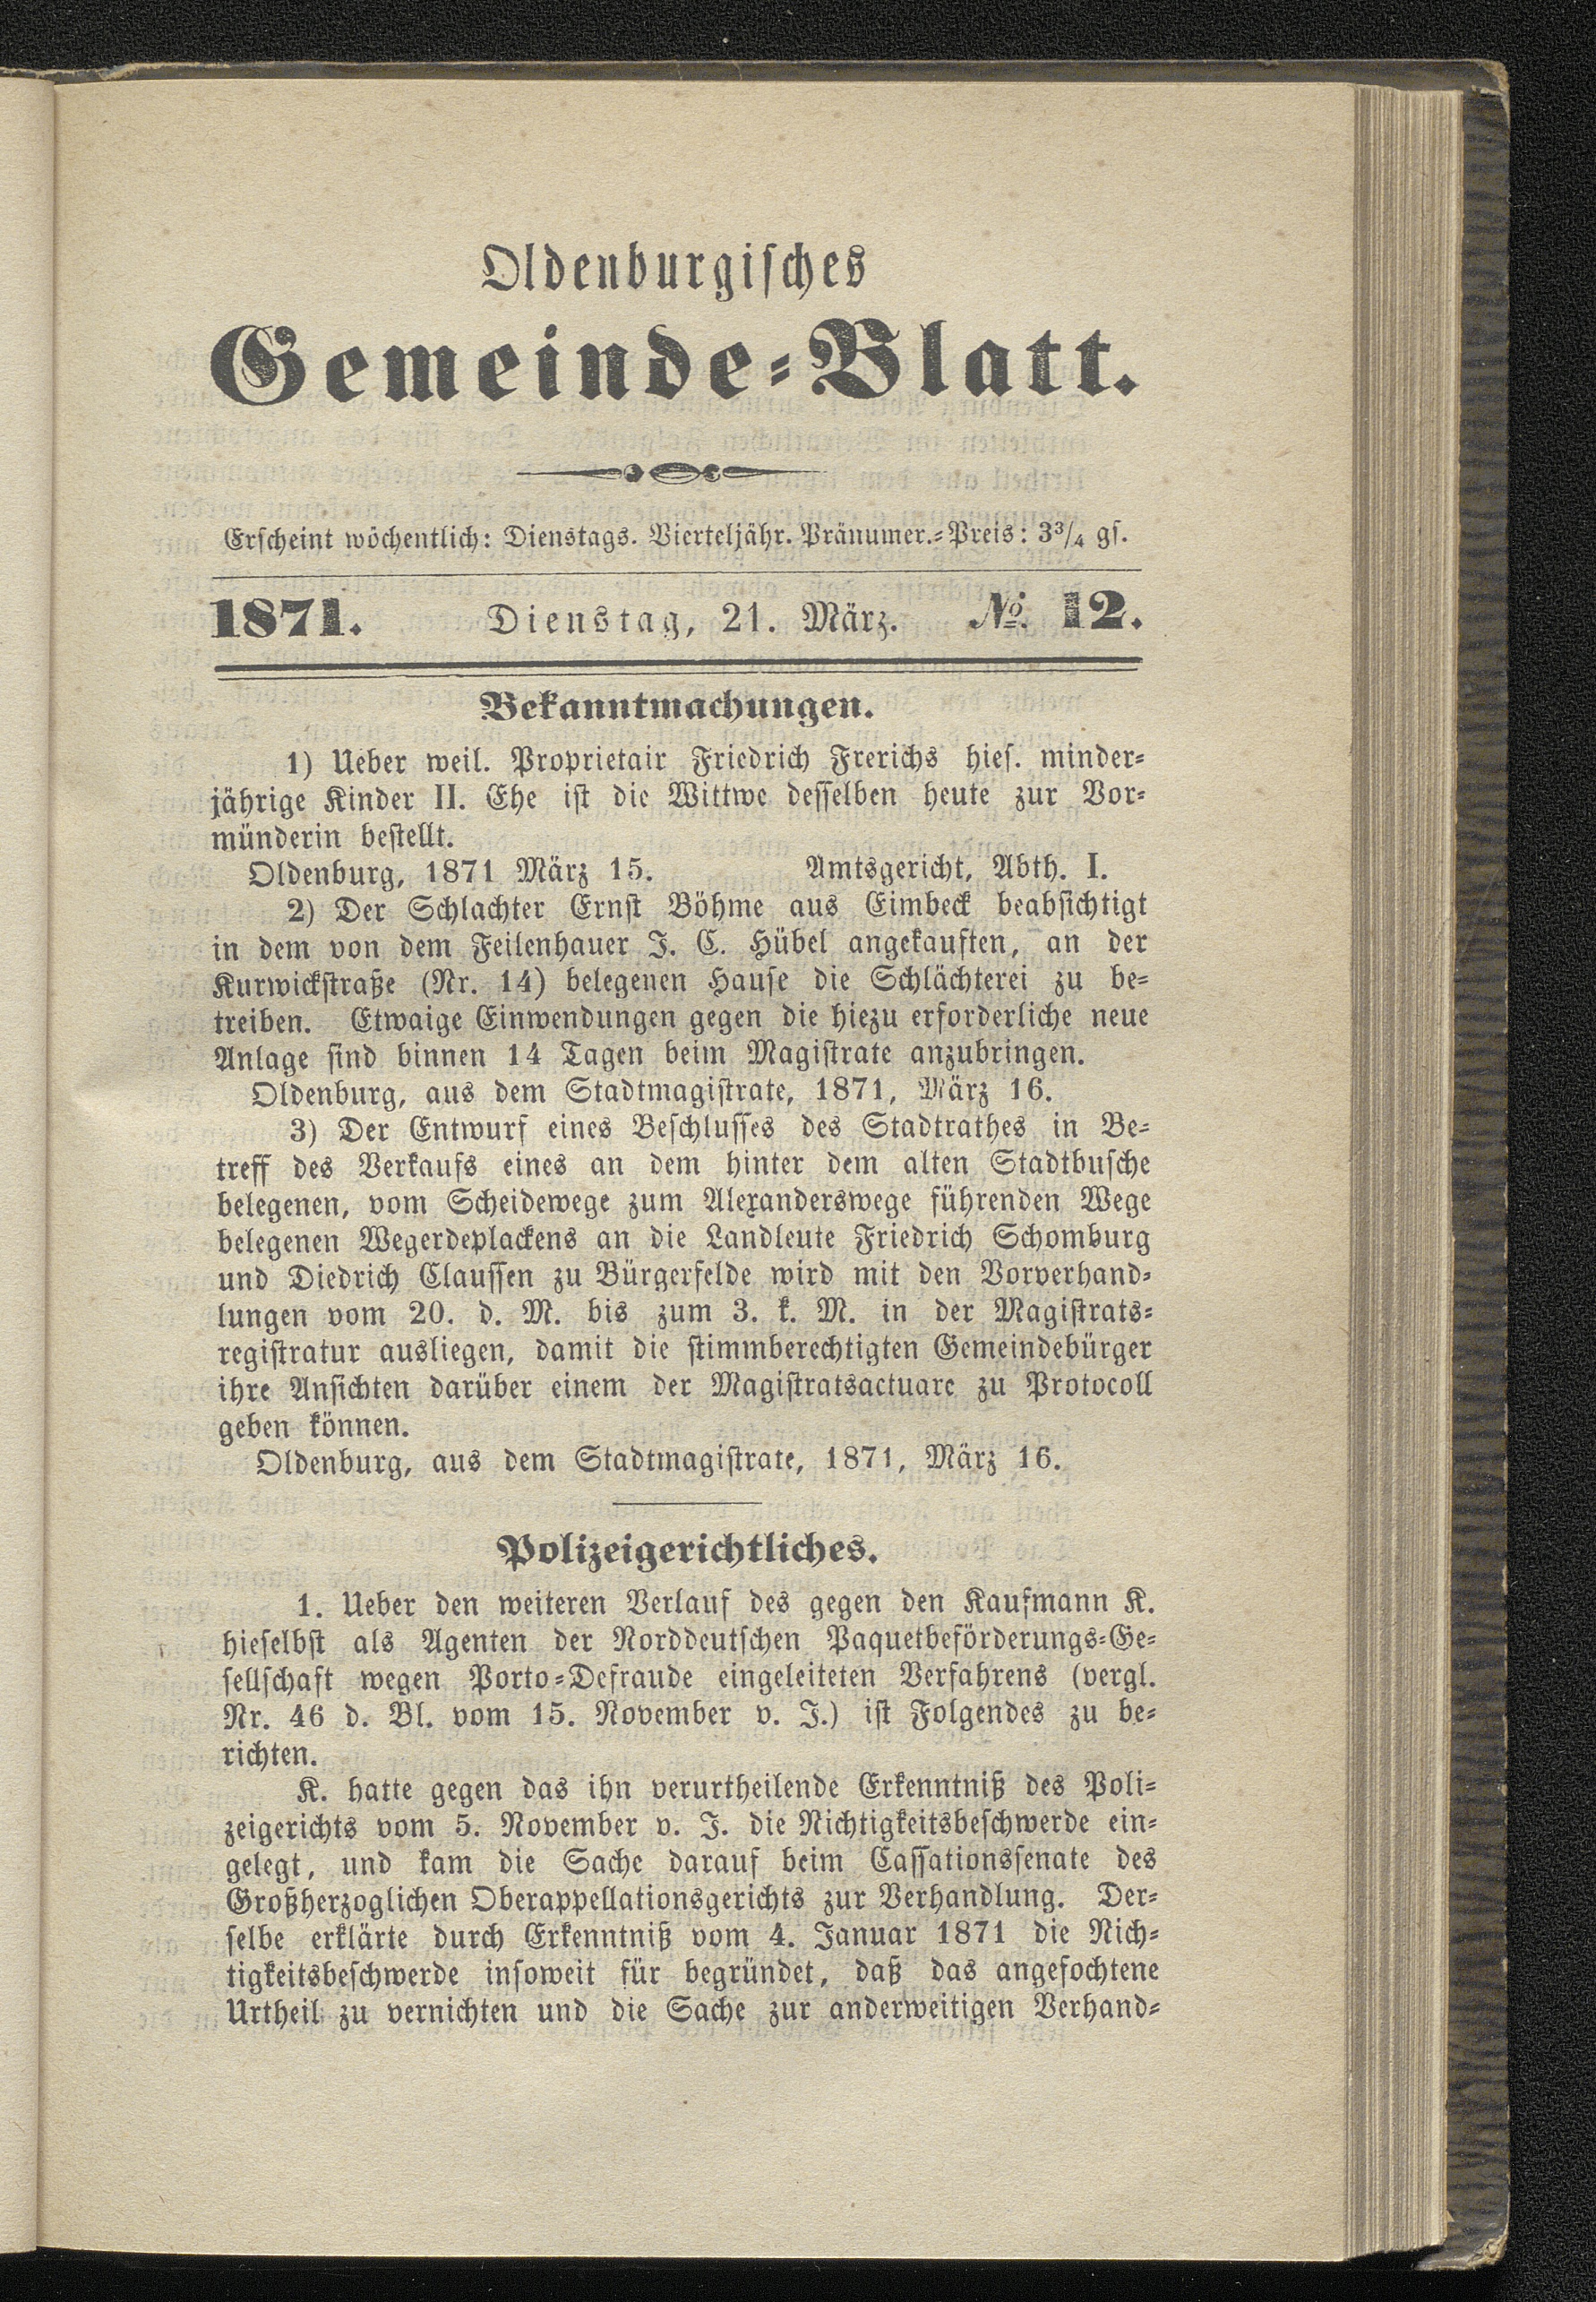 Oldenburgisches
Gemeinde-Blatt.
Erscheint wöchentlich: Dienstags. Vierteljähr. Pränumer.-Preis: 3¾ gs.
1871. Dienstag, 21. März. No. 12.
Bekanntmachungen.
1) Ueber weil. Proprietair Friedrich Frerichs hies. minder-
jährige Kinder II. Ehe ist die Wittwe desselben heute zur Vor-
münderin bestellt.
Oldenburg, 1871 März 15. Amtsgericht, Abth. I.
2) Der Schlachter Ernst Böhme aus Eimbeck beabsichtigt
in dem von dem Feilenhauer J. C. Hübel angekauften, an der
Kurwickstraße (Nr. 14) belegenen Hause die Schlächterei zu be-
treiben. Etwaige Einwendungen gegen die hiezu erforderliche neue
Anlage sind binnen 14 Tagen beim Magistrate anzubringen.
Oldenburg, aus dem Stadtmagistrate, 1871, März 16.
3) Der Entwurf eines Beschlusses des Stadtrathes in Be-
treff des Verkaufs eines an dem hinter dem alten Stadtbusche
belegenen, vom Scheidewege zum Alexanderswege führenden Wege
belegenen Wegerdeplackens an die Landleute Friedrich Schomburg
und Diedrich Claussen zu Bürgerfelde wird mit den Vorverhand-
lungen vom 20. d. M. bis zum 3. k. M. in der Magistrats-
registratur ausliegen, damit die stimmberechtigten Gemeindebürger
ihre Ansichten darüber einem der Magistratsactuare zu Protocoll
geben können.
Oldenburg, aus dem Stadtmagistrate, 1871, März 16.
Polizeigerichtliches.
1. Ueber den weiteren Verlauf des gegen den Kaufmann K.
hieselbst als Agenten der Norddeutschen Paquetbeförderungs-Ge-
sellschaft wegen Porto-Defraude eingeleiteten Verfahrens (vergl.
Nr. 46 d. Bl. vom 15. November v. J.) ist Folgendes zu be-
richten.
K. hatte gegen das ihn verurtheilende Erkenntniß des Poli-
zeigerichts vom 5. November v. J. die Nichtigkeitsbeschwerde ein-
gelegt, und kam die Sache darauf beim Cassationssenate des
Großherzoglichen Oberappellationsgerichts zur Verhandlung. Der-
selbe erklärte durch Erkenntniß vom 4. Januar 1871 die Nich-
tigkeitsbeschwerde insoweit für begründet, daß das angefochtene
Urtheil zu vernichten und die Sache zur anderweitigen Verhand-